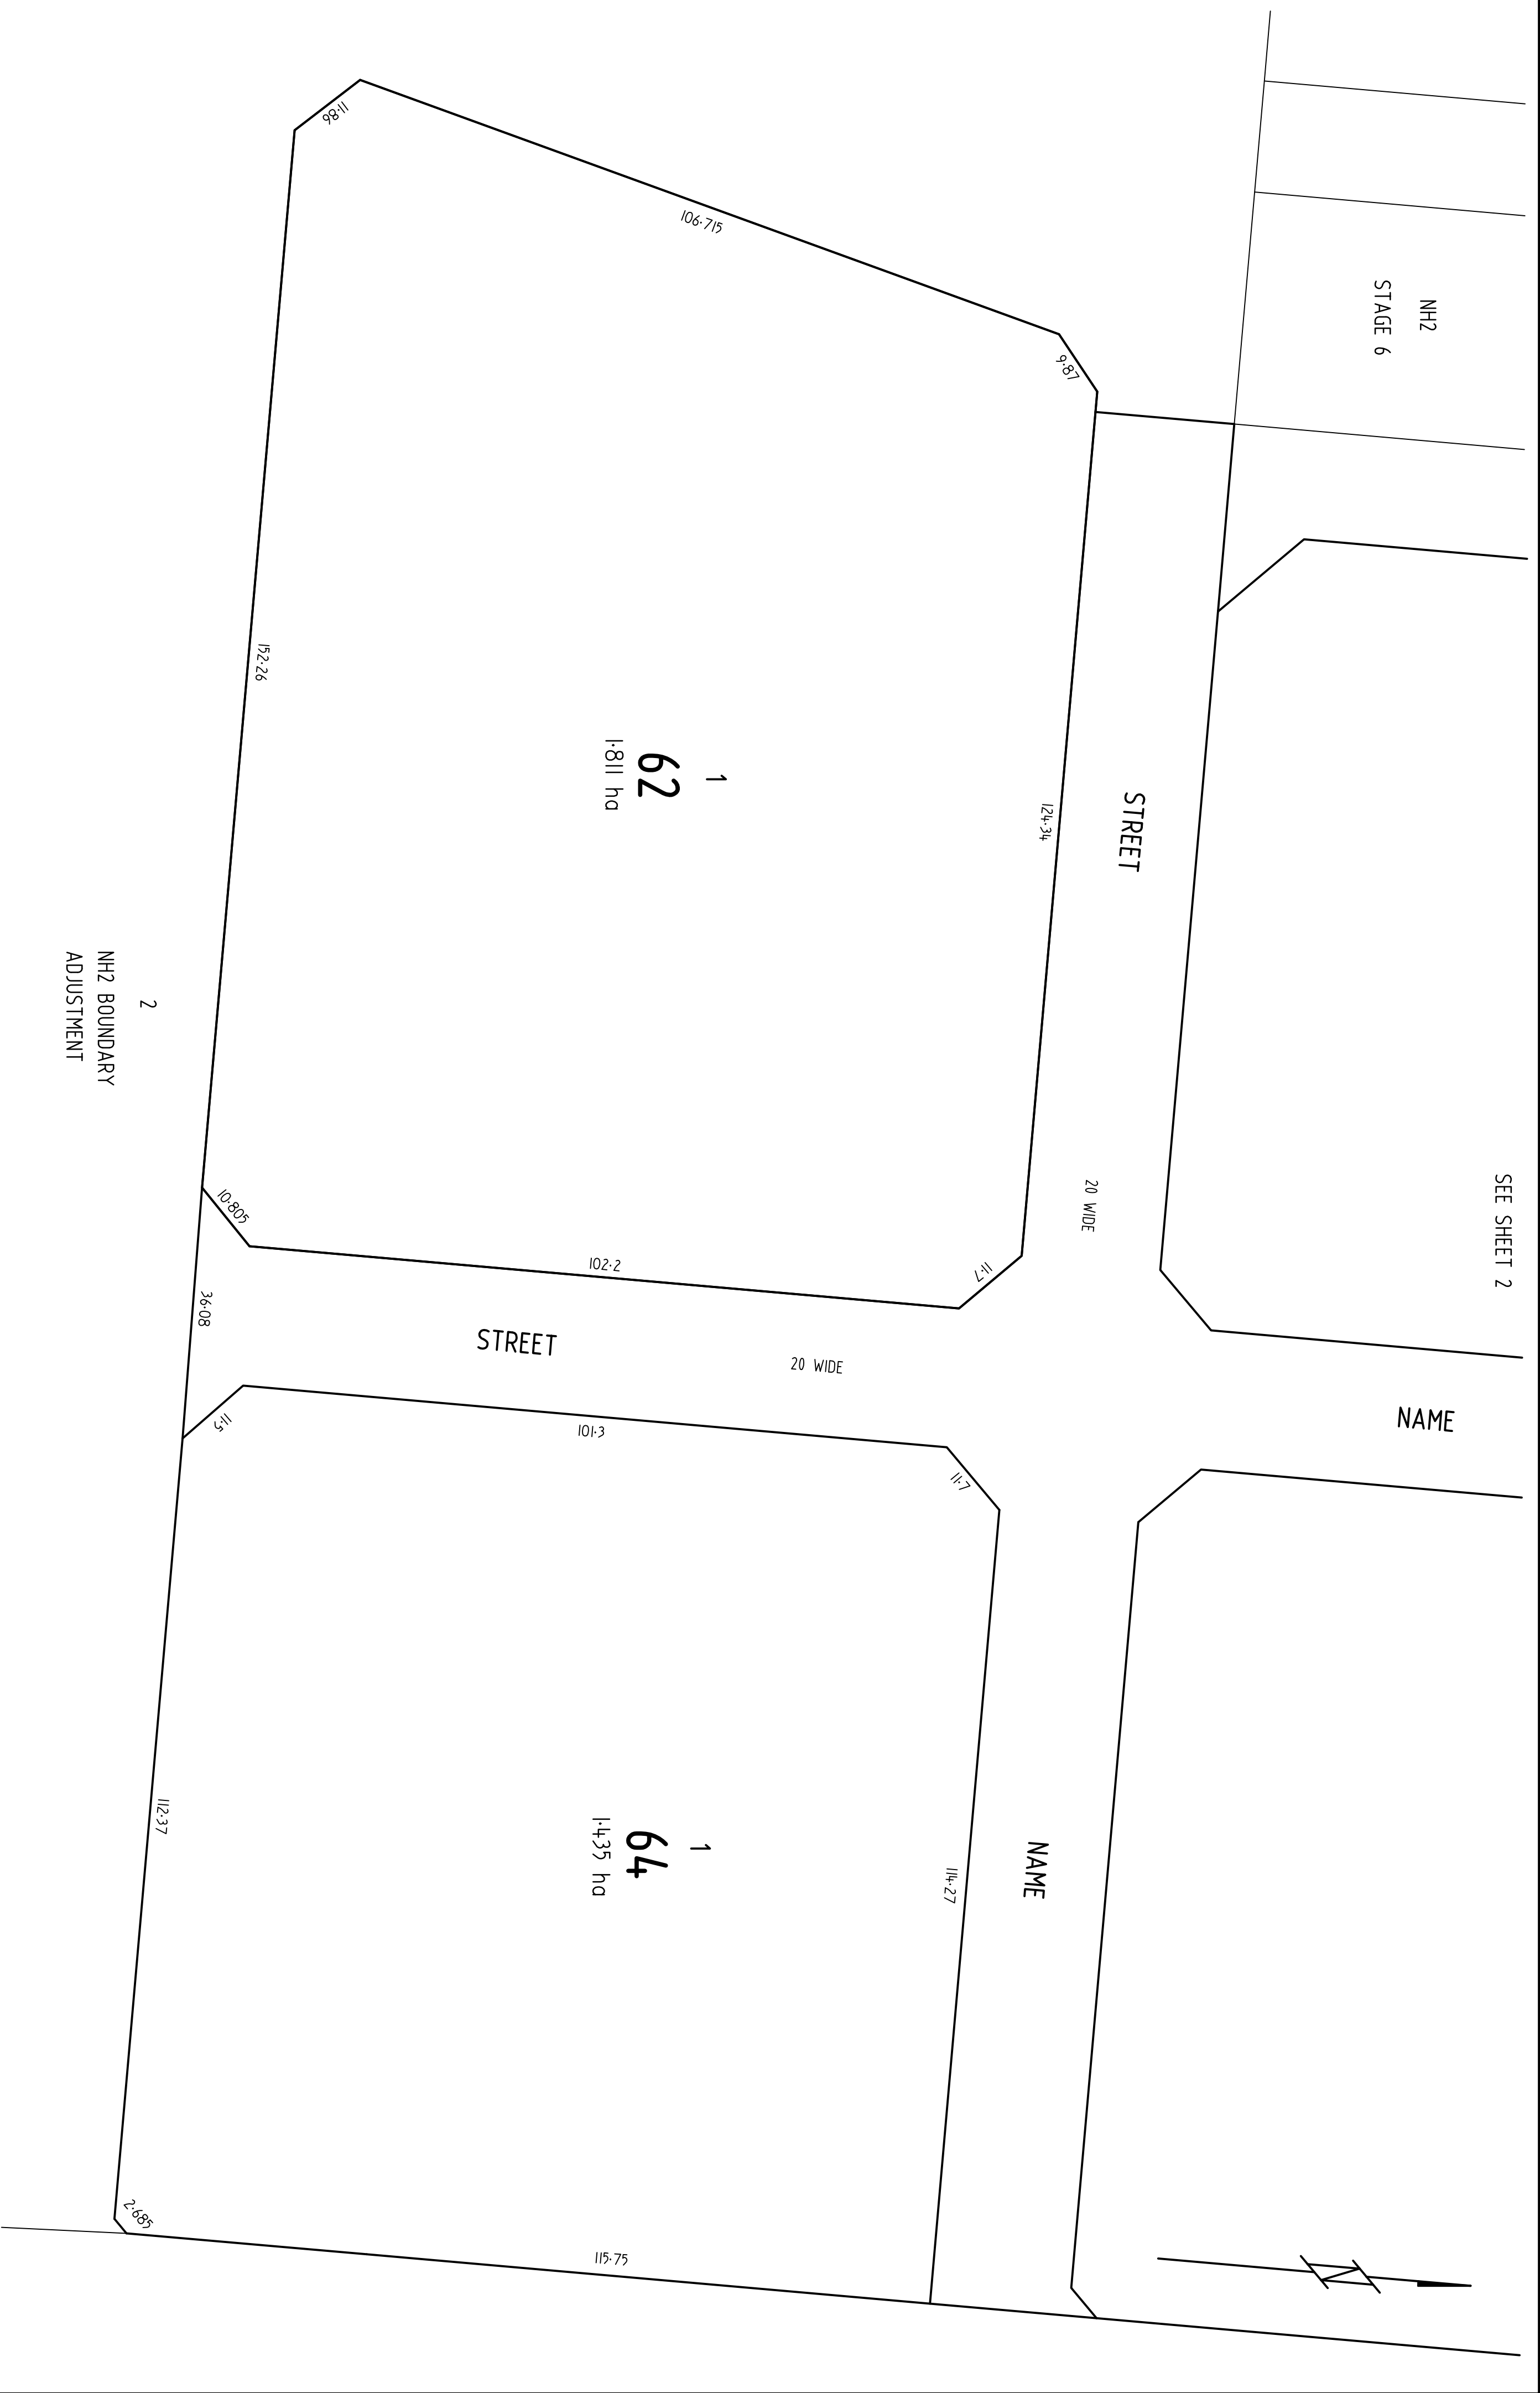 SEE SHEET 2
NH2
STAGE 6
NAME
STREET
20 WIDE
NAME
9·87
124·34
11·7
11·7
114·27
106·715
1
62
1·811 ha
102·2
20 WIDE
STREET
101·3
1
64
1·435 ha
115·75
11·86
152·26
10·805
36·08
11·5
112·37
2·685
2
NH2 BOUNDARY
ADJUSTMENT